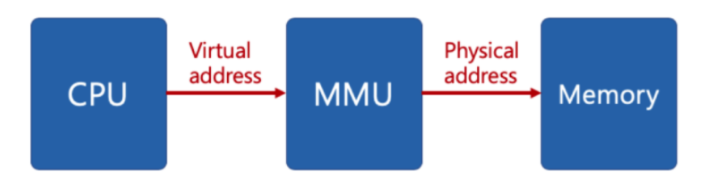 CPU
Virtual
address
MMU
Physical
address
Memory